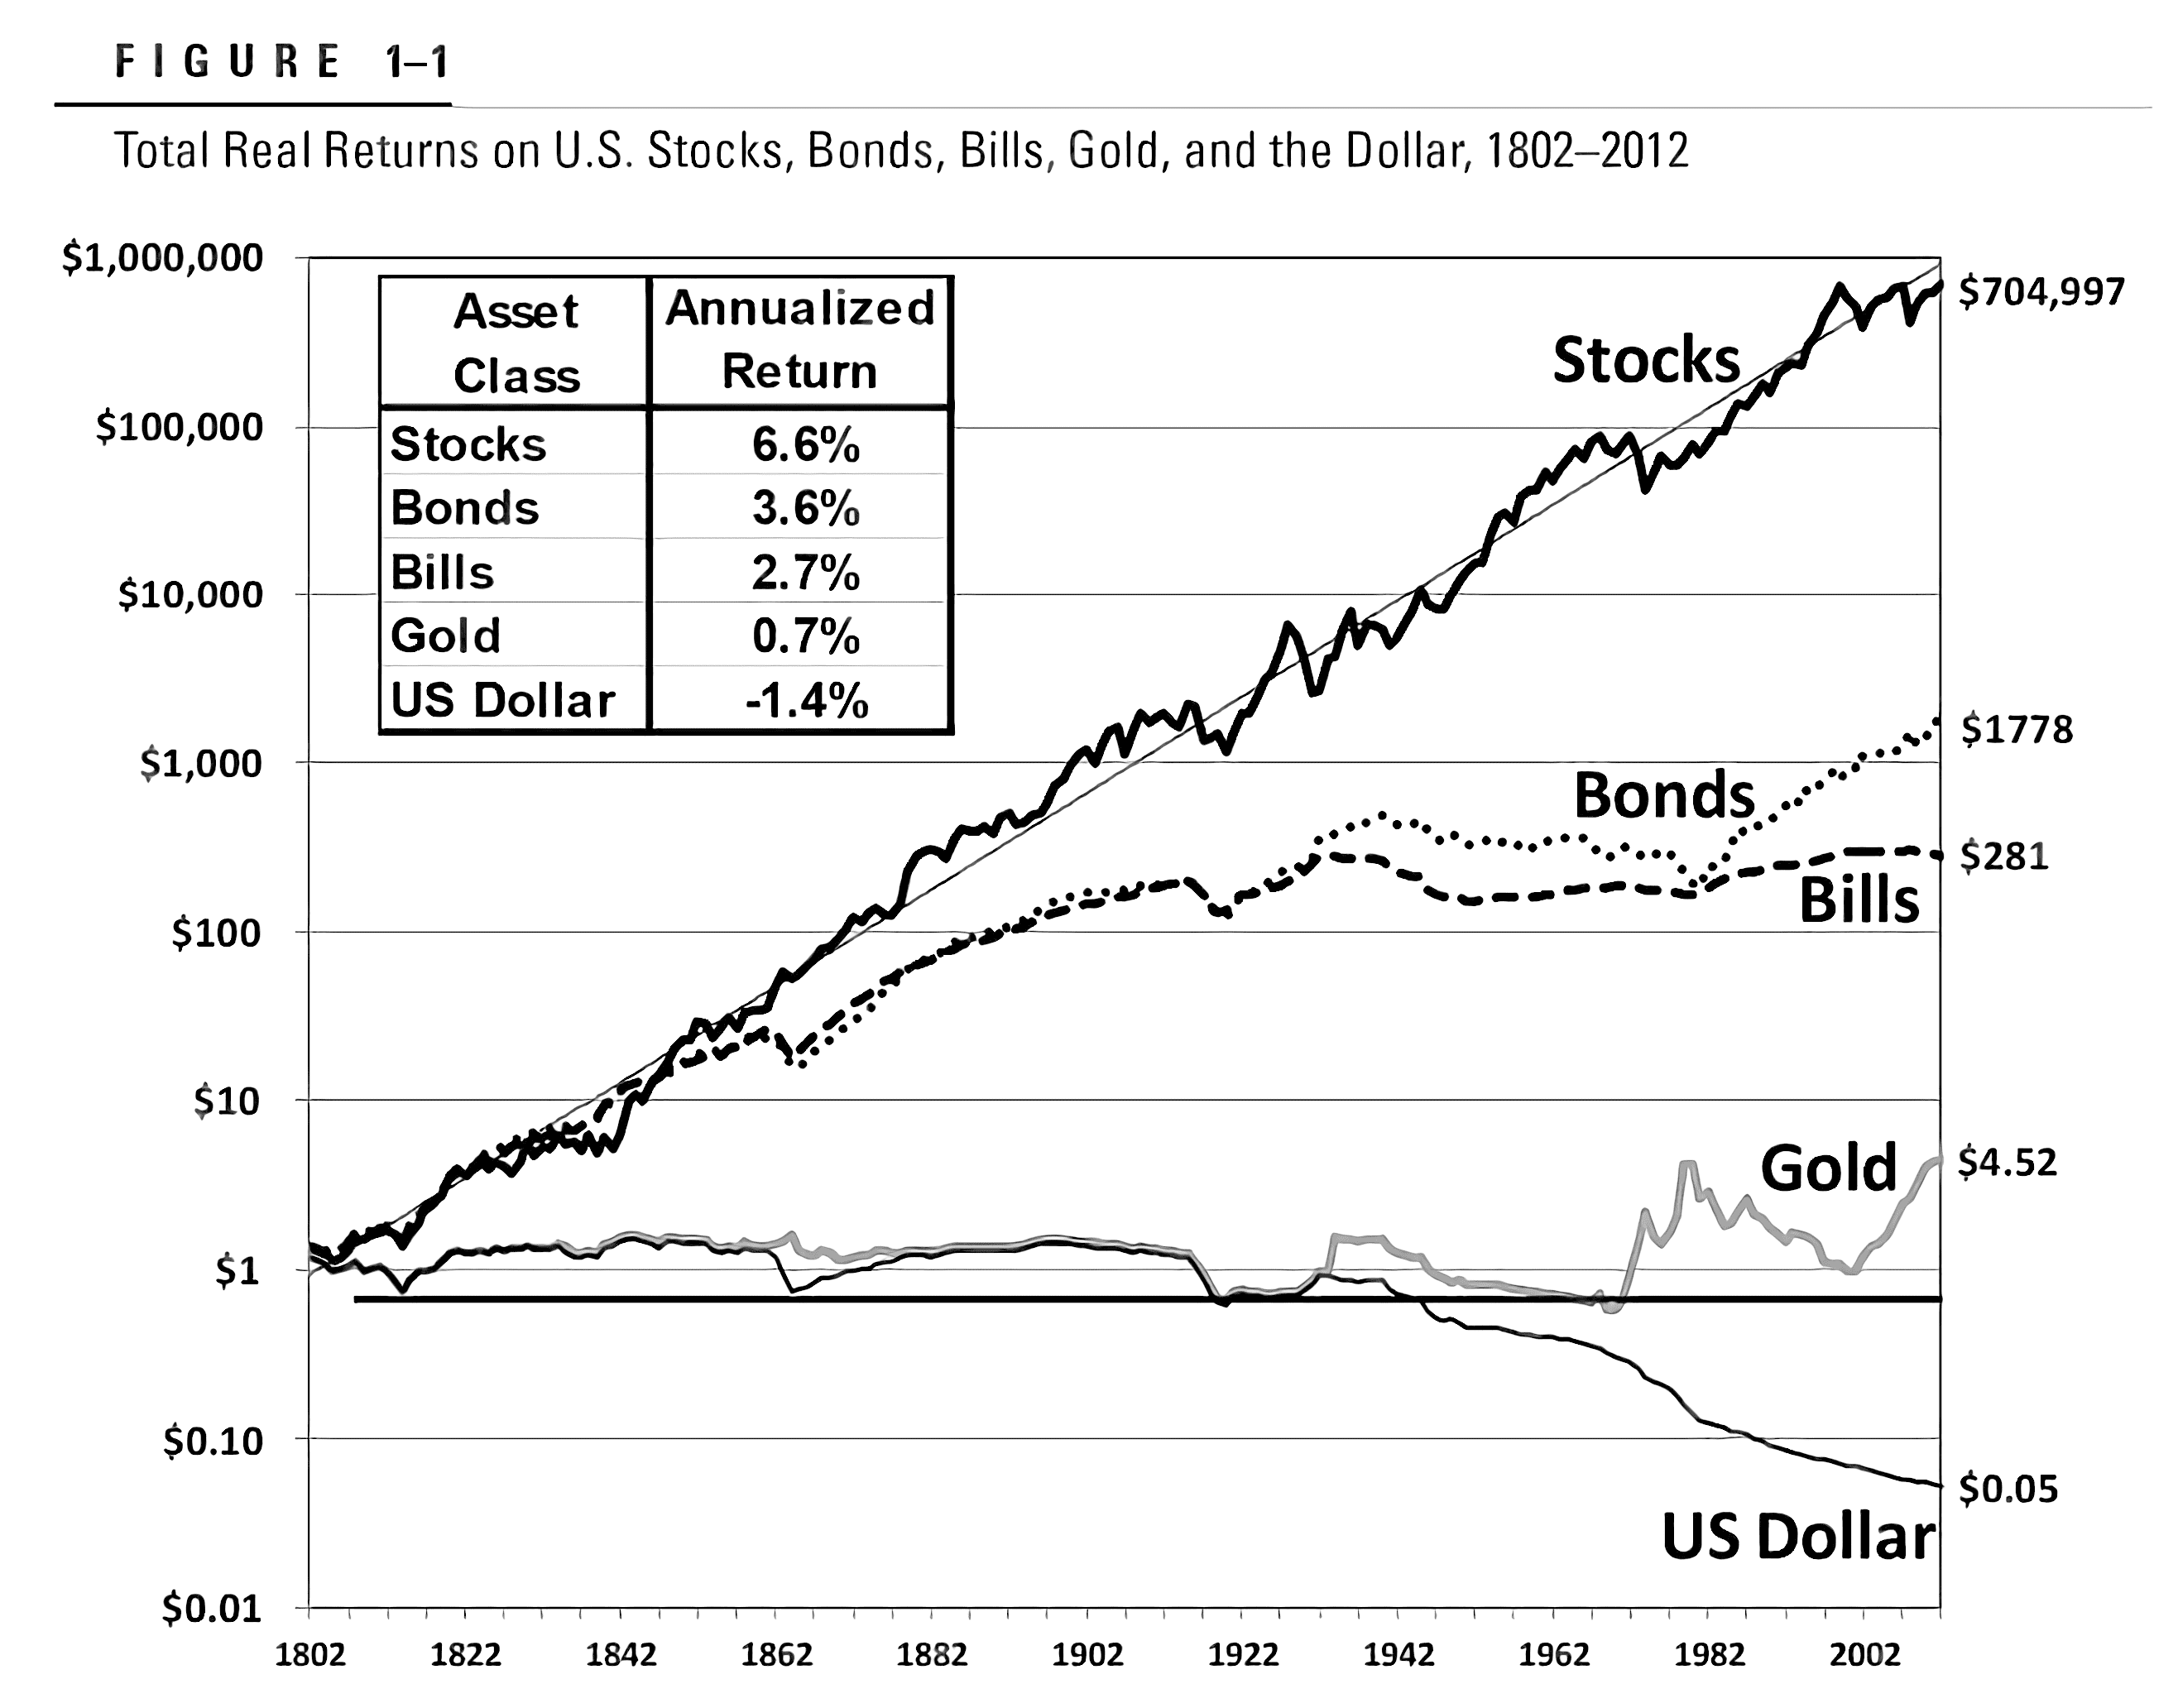 FIGURE 1–1
Total Real Returns on U.S. Stocks, Bonds, Bills, Gold, and the Dollar, 1802–2012
$1,000,000
$100,000
$10,000
$1,000
$100
$10
$1
$0.10
$0.01
Asset Class Annualized Return
Stocks 6.6%
Bonds 3.6%
Bills 2.7%
Gold 0.7%
US Dollar -1.4%
Stocks
$704,997
Bonds
$1778
Bills
$281
Gold
$4.52
US Dollar
$0.05
1802 1822 1842 1862 1882 1902 1922 1942 1962 1982 2002